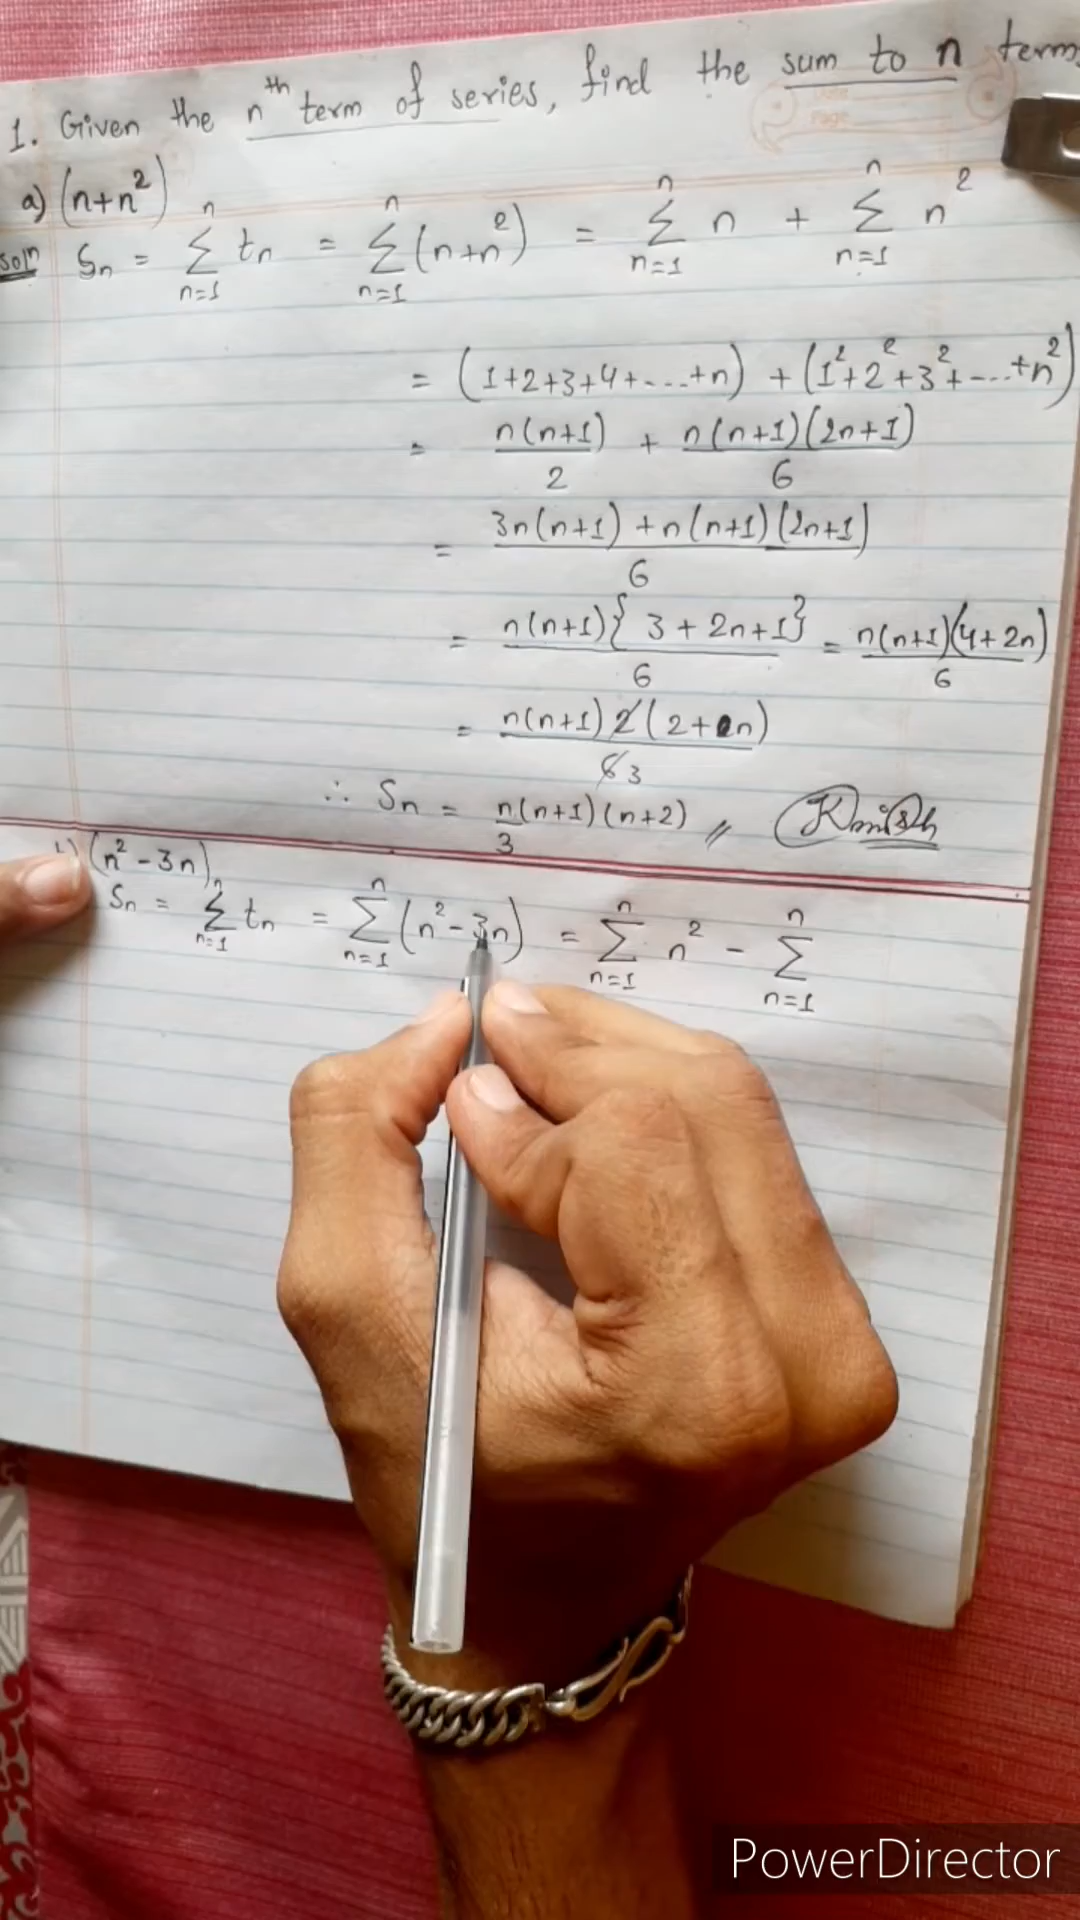 1. Given the nth term of series, find the sum to n term
a) (n+n²)
soln Sn = n Σ n=1 tn = n Σ n=1 (n+n²) = n Σ n=1 n + n Σ n=1 n²
= (1+2+3+4+-...+n) + (1²+2²+3²+-...+n²)
= n(n+1)/2 + n(n+1)(2n+1)/6
= 3n(n+1)+n(n+1)(2n+1)/6
= n(n+1){3+2n+1}/6 = n(n+1)(4+2n)/6
= n(n+1)2(2+n)/6 3
∴ Sn = n(n+1)(n+2)/3 //
(n²-3n)
Sn = n Σ n=1 tn = n Σ n=1 (n²-3n) = n Σ n=1 n² - n Σ n=1
PowerDirector